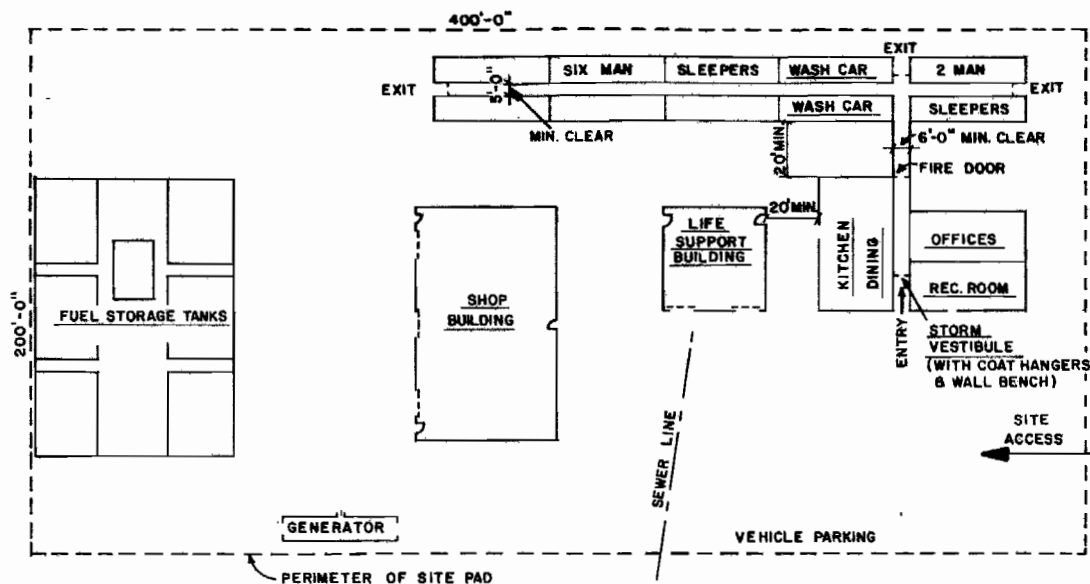 400'-0"
EXIT
SIX MAN
SLEEPERS
WASH CAR
2 MAN
EXIT
5'-0"
EXIT
WASH CAR
SLEEPERS
MIN. CLEAR
6'-0" MIN. CLEAR
20' MIN.
FIRE DOOR
20' MIN.
LIFE
SUPPORT
BUILDING
KITCHEN
DINING
OFFICES
REC. ROOM
SHOP
BUILDING
FUEL STORAGE TANKS
200'-0"
ENTRY
STORM
VESTIBULE
(WITH COAT HANGERS
& WALL BENCH)
SITE
ACCESS
SEWER LINE
GENERATOR
VEHICLE PARKING
PERIMETER OF SITE PAD